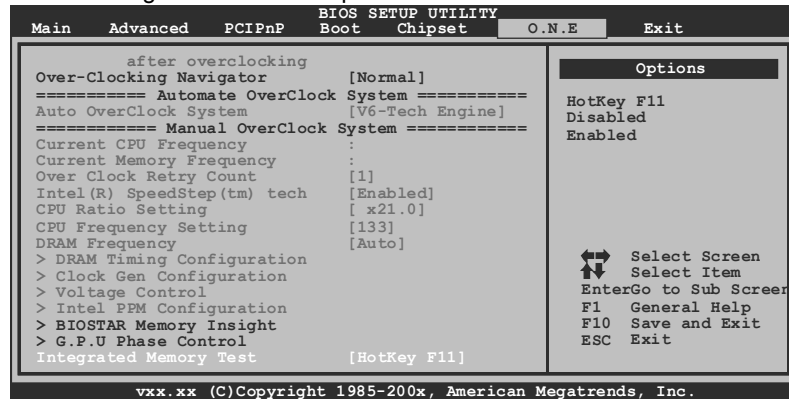 BIOS SETUP UTILITY
Main Advanced PCIPnP Boot Chipset O.N.E Exit
after overclocking
Over-Clocking Navigator [Normal]
=========== Automate OverClock System ===========
Auto OverClock System [V6-Tech Engine]
============ Manual OverClock System ============
Current CPU Frequency :
Current Memory Frequency :
Over Clock Retry Count [1]
Intel(R) SpeedStep(tm) tech [Enabled]
CPU Ratio Setting [ x21.0]
CPU Frequency Setting [133]
DRAM Frequency [Auto]
> DRAM Timing Configuration
> Clock Gen Configuration
> Voltage Control
> Intel PPM Configuration
> BIOSTAR Memory Insight
> G.P.U Phase Control
Integrated Memory Test [HotKey F11]
Options
HotKey F11
Disabled
Enabled
Select Screen
Select Item
EnterGo to Sub Screen
F1 General Help
F10 Save and Exit
ESC Exit
vxx.xx (C)Copyright 1985-200x, American Megatrends, Inc.